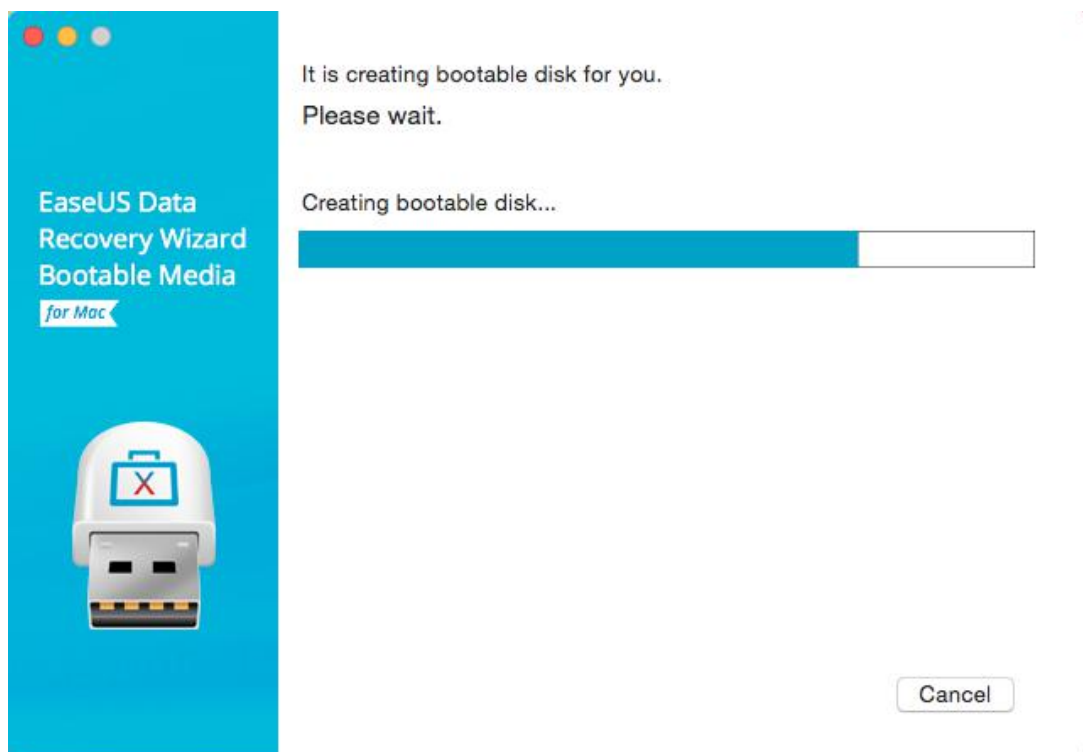 It is creating bootable disk for you.
Please wait.
EaseUS Data
Recovery Wizard
Bootable Media
for Mac
Creating bootable disk...
X
Cancel